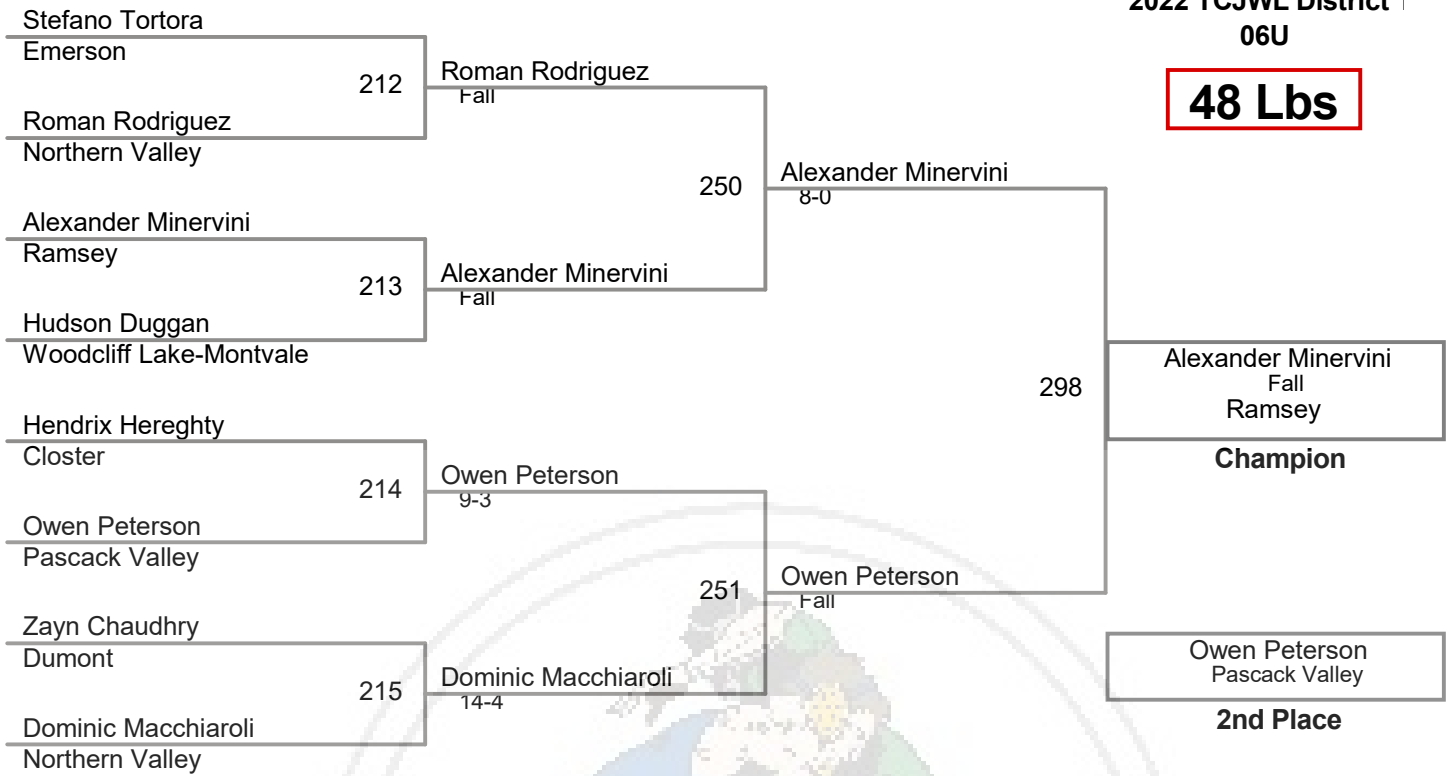 2022 TCJWL District
06U
48 Lbs
Stefano Tortora
Emerson
212
Roman Rodriguez
Fall
Roman Rodriguez
Northern Valley
250
Alexander Minervini
8-0
Alexander Minervini
Ramsey
213
Alexander Minervini
Fall
Hudson Duggan
Woodcliff Lake-Montvale
298
Alexander Minervini
Fall
Ramsey
Champion
Hendrix Hereghty
Closter
214
Owen Peterson
9-3
Owen Peterson
Pascack Valley
251
Owen Peterson
Fall
Zayn Chaudhry
Dumont
215
Dominic Macchiaroli
14-4
Dominic Macchiaroli
Northern Valley
Owen Peterson
Pascack Valley
2nd Place